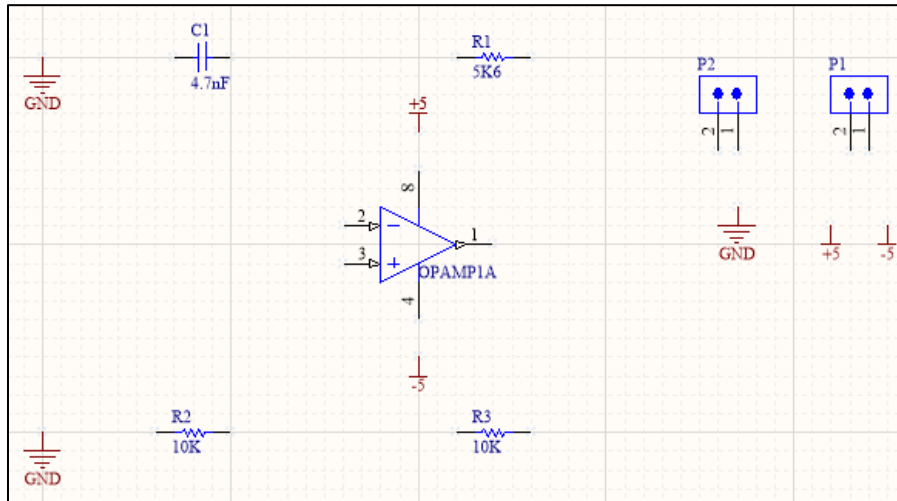 C1
4.7nF
GND
R1
5K6
P2
2
1
P1
2
1
+5
8
2
3
1
OPAMP1A
4
-5
GND
+5
-5
R2
10K
R3
10K
GND